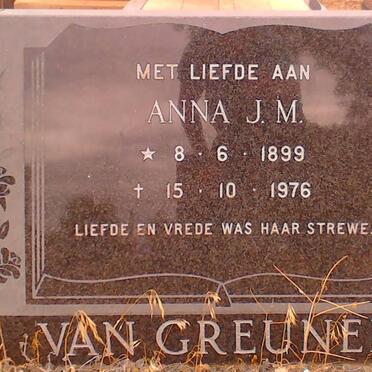 MET LIEFDE AAN
ANNA J. M.
★ 8 · 6 · 1899
† 15 · 10 · 1976
LIEFDE EN VREDE WAS HAAR STREWE.
VAN GREUNE